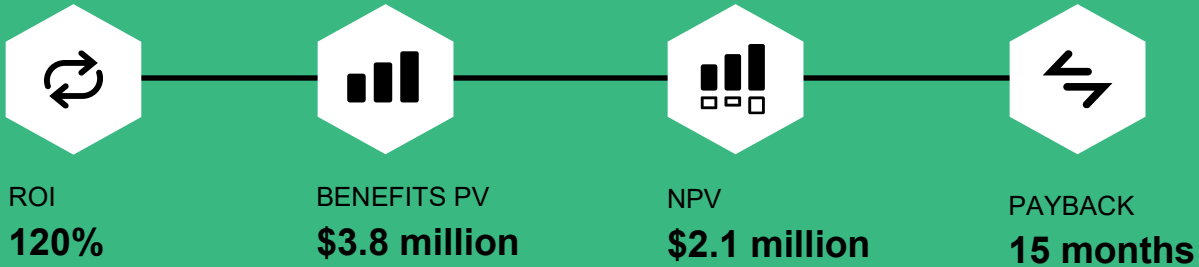 ROI
120%
BENEFITS PV
$3.8 million
NPV
$2.1 million
PAYBACK
15 months